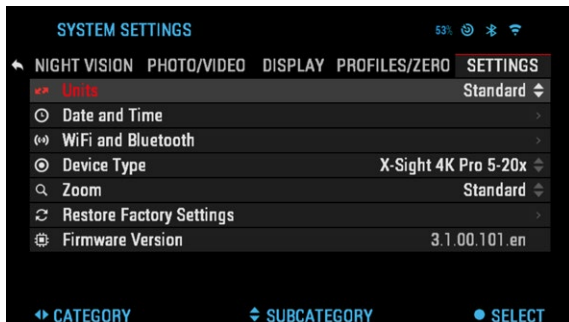 SYSTEM SETTINGS 53%
NIGHT VISION PHOTO/VIDEO DISPLAY PROFILES/ZERO SETTINGS
Units Standard
Date and Time
WiFi and Bluetooth
Device Type X-Sight 4K Pro 5-20x
Zoom Standard
Restore Factory Settings
Firmware Version 3.1.00.101.en
CATEGORY SUBCATEGORY SELECT